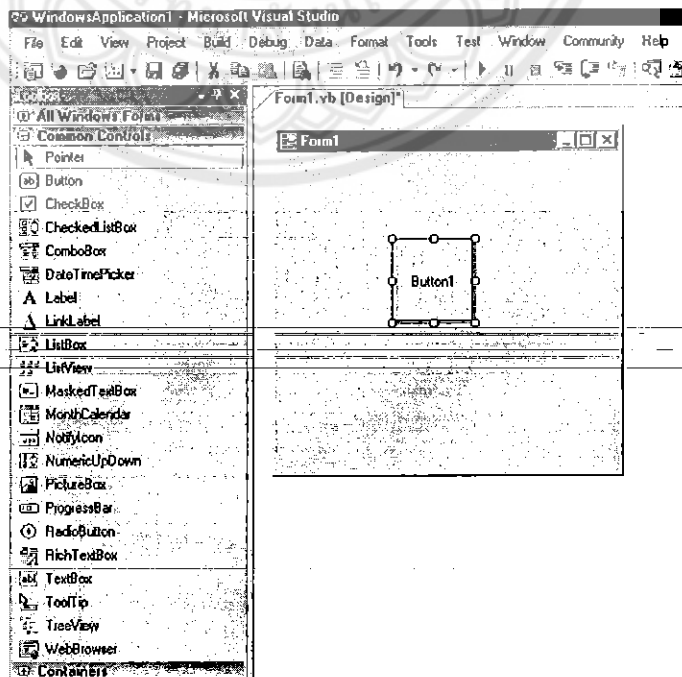 WindowsApplication1 - Microsoft Visual Studio
File Edit View Project Build Debug Data Format Tools Test Window Community Help
Form1.vb [Design]*
All Windows Forms
Common Controls
Form1
Pointer
Button
CheckBox
CheckedListBox
ComboBox
DateTimePicker
Button1
A Label
A LinkLabel
ListBox
ListView
MaskedTextBox
MonthCalendar
NotifyIcon
NumericUpDown
PictureBox
ProgressBar
RadioButton
RichTextBox
abl TextBox
ToolTip
TreeView
WebBrowser
Containers